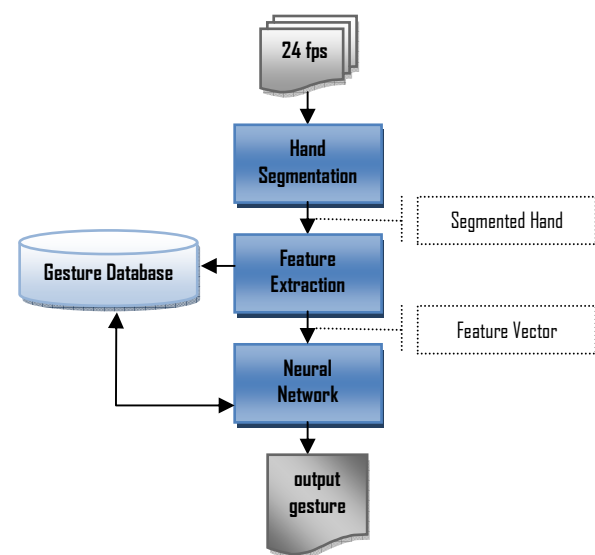 24 fps
Hand
Segmentation
Segmented Hand
Gesture Database
Feature
Extraction
Feature Vector
Neural
Network
output
gesture